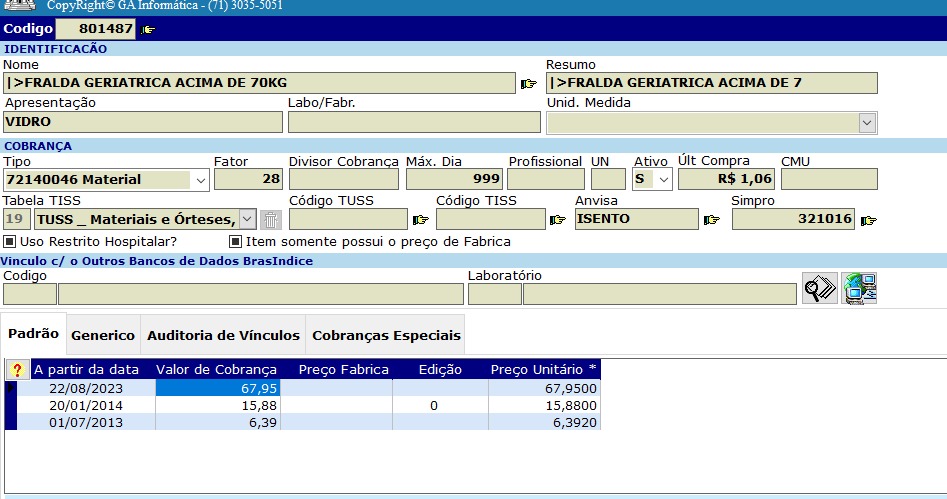 CopyRight© GA Informática - (71) 3035-5051
Codigo 801487
IDENTIFICACÃO
Nome Resumo
|>FRALDA GERIATRICA ACIMA DE 70KG |>FRALDA GERIATRICA ACIMA DE 7
Apresentação Labo/Fabr. Unid. Medida
VIDRO
COBRANÇA
Tipo Fator Divisor Cobrança Máx. Dia Profissional UN Ativo Últ Compra CMU
72140046 Material 28 999 S R$ 1,06
Tabela TISS Código TUSS Código TISS Anvisa Simpro
19 TUSS _ Materiais e Órteses, ISENTO 321016
Uso Restrito Hospitalar? Item somente possui o preço de Fabrica
Vinculo c/ o Outros Bancos de Dados BrasIndice
Codigo Laboratório
Padrão Generico Auditoria de Vínculos Cobranças Especiais
? A partir da data Valor de Cobrança Preço Fabrica Edição Preço Unitário *
22/08/2023 67,95 67,9500
20/01/2014 15,88 0 15,8800
01/07/2013 6,39 6,3920